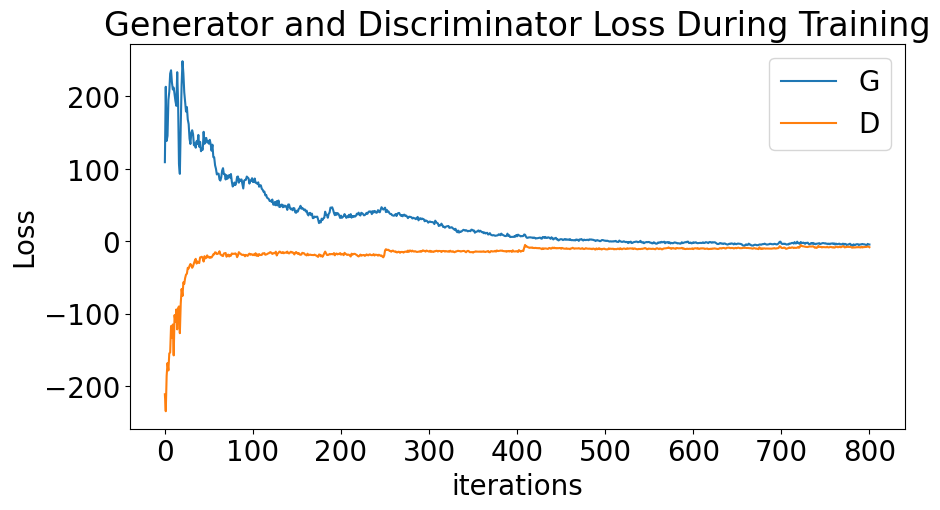 Generator and Discriminator Loss During Training
G
D
200
100
0
−100
−200
Loss
0 100 200 300 400 500 600 700 800
iterations